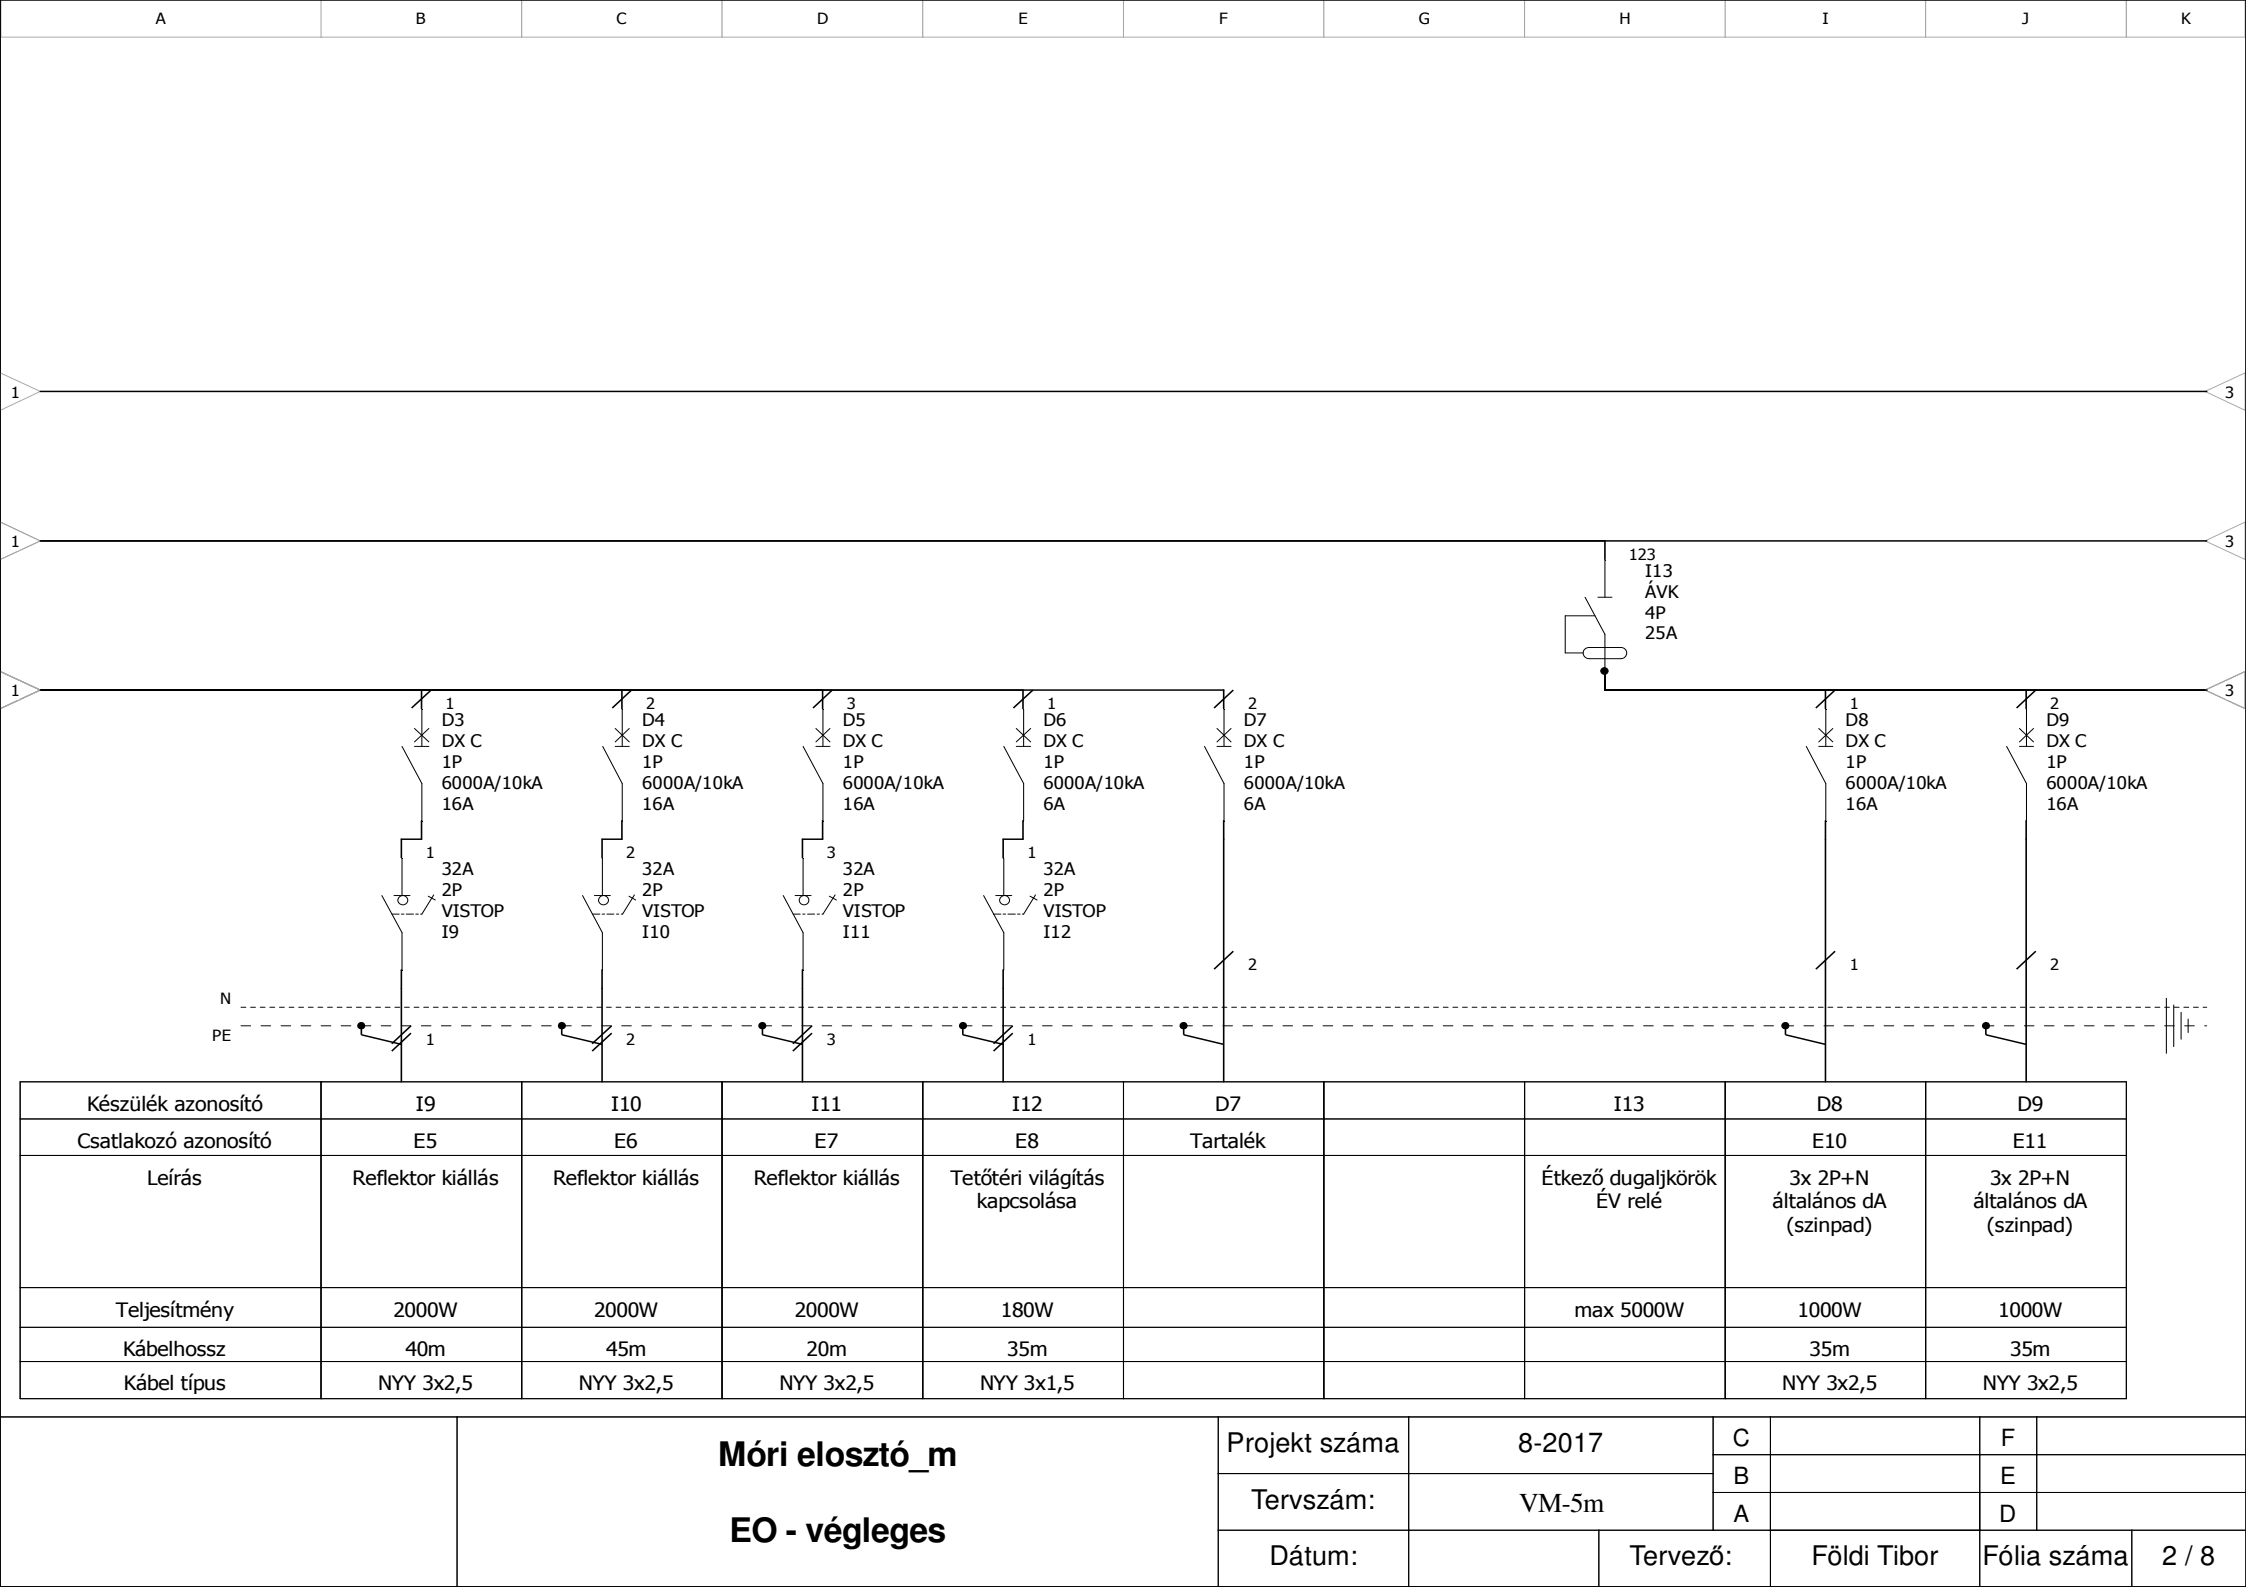 A B C D E F G H I J K
1 3
1 3
123
I13
ÁVK
4P
25A
1 3
1 2 3 1 2 1 2
D3 D4 D5 D6 D7 D8 D9
DX C DX C DX C DX C DX C DX C DX C
1P 1P 1P 1P 1P 1P 1P
6000A/10kA 6000A/10kA 6000A/10kA 6000A/10kA 6000A/10kA 6000A/10kA 6000A/10kA
16A 16A 16A 6A 6A 16A 16A
1 2 3 1
32A 32A 32A 32A
2P 2P 2P 2P
VISTOP VISTOP VISTOP VISTOP
I9 I10 I11 I12
2 1 2
N
PE 1 2 3 1
Készülék azonosító I9 I10 I11 I12 D7 I13 D8 D9
Csatlakozó azonosító E5 E6 E7 E8 Tartalék E10 E11
Leírás Reflektor kiállás Reflektor kiállás Reflektor kiállás Tetőtéri világítás Étkező dugaljkörök 3x 2P+N 3x 2P+N
kapcsolása ÉV relé általános dA általános dA
(szinpad) (szinpad)
Teljesítmény 2000W 2000W 2000W 180W max 5000W 1000W 1000W
Kábelhossz 40m 45m 20m 35m 35m 35m
Kábel típus NYY 3x2,5 NYY 3x2,5 NYY 3x2,5 NYY 3x1,5 NYY 3x2,5 NYY 3x2,5
Móri elosztó_m
EO - végleges
Projekt száma 8-2017 C F
B E
Tervszám: VM-5m A D
Dátum: Tervező: Földi Tibor Fólia száma 2 / 8